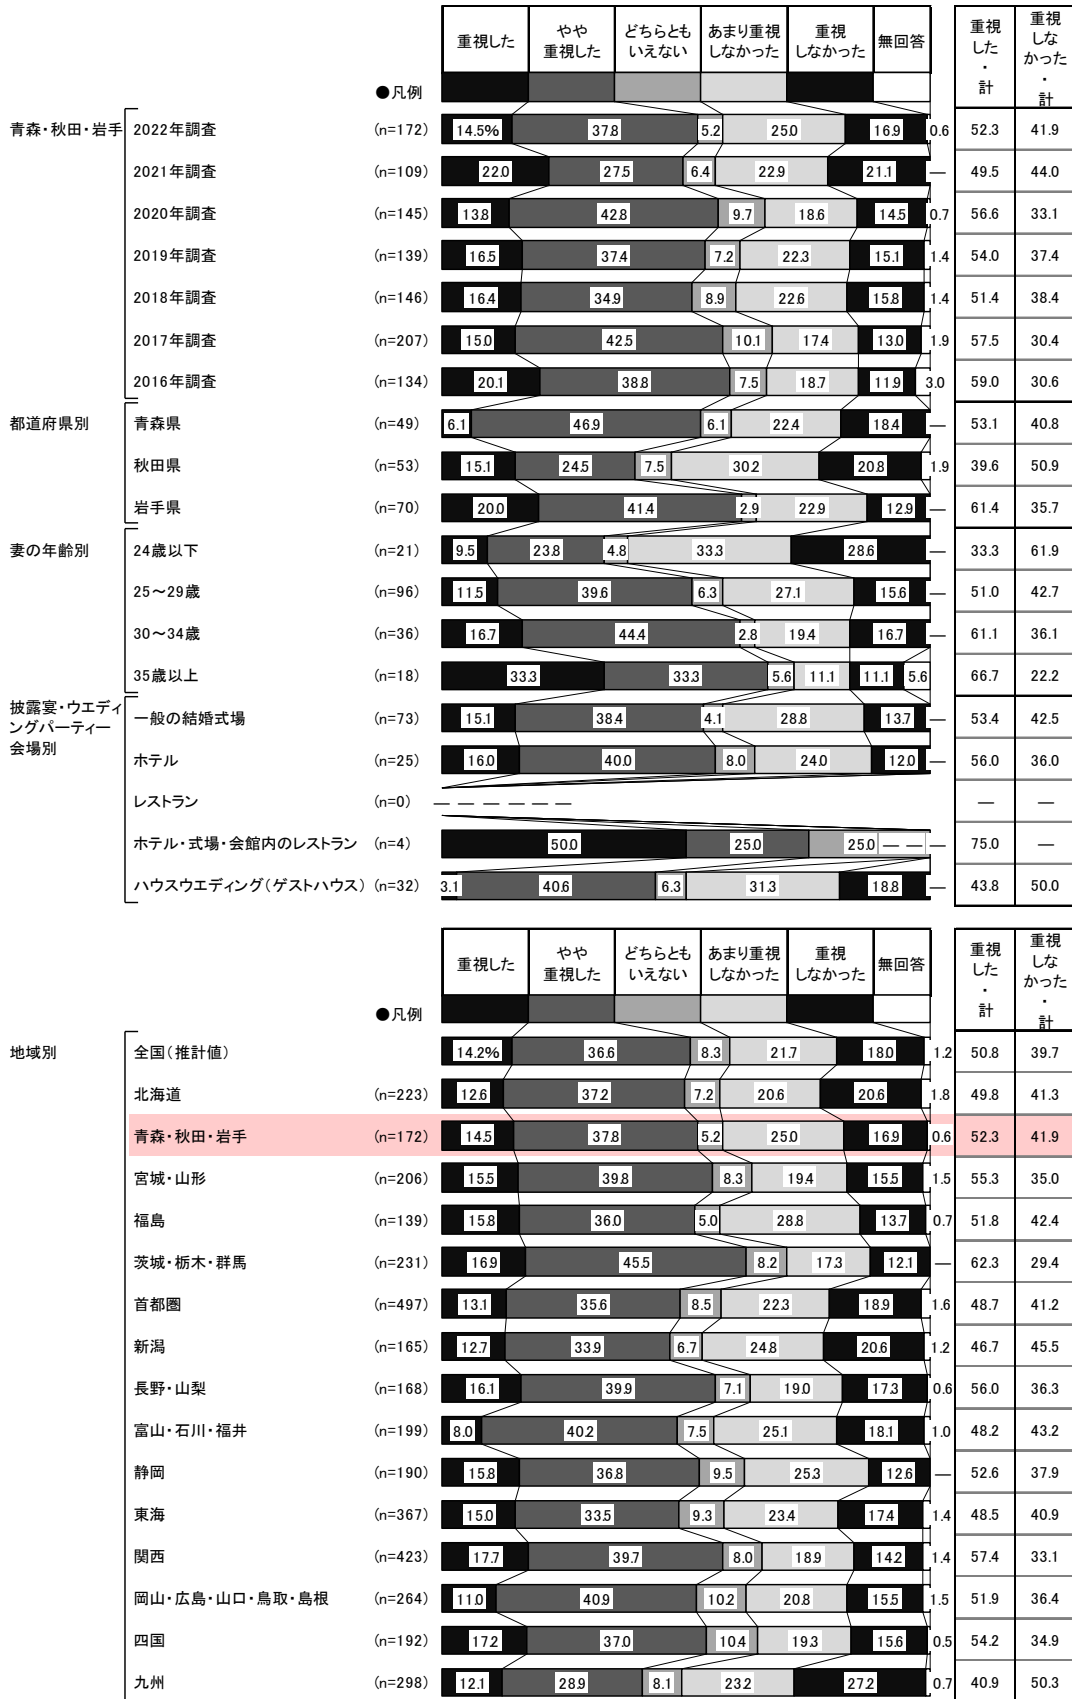 重視した やや重視した どちらともいえない あまり重視しなかった 重視しなかった 無回答 重視した・計 重視しなかった・計
●凡例
青森・秋田・岩手 2022年調査 (n=172) 14.5% 37.8 5.2 25.0 16.9 0.6 52.3 41.9
2021年調査 (n=109) 22.0 27.5 6.4 22.9 21.1 — 49.5 44.0
2020年調査 (n=145) 13.8 42.8 9.7 18.6 14.5 0.7 56.6 33.1
2019年調査 (n=139) 16.5 37.4 7.2 22.3 15.1 1.4 54.0 37.4
2018年調査 (n=146) 16.4 34.9 8.9 22.6 15.8 1.4 51.4 38.4
2017年調査 (n=207) 15.0 42.5 10.1 17.4 13.0 1.9 57.5 30.4
2016年調査 (n=134) 20.1 38.8 7.5 18.7 11.9 3.0 59.0 30.6
都道府県別 青森県 (n=49) 6.1 46.9 6.1 22.4 18.4 — 53.1 40.8
秋田県 (n=53) 15.1 24.5 7.5 30.2 20.8 1.9 39.6 50.9
岩手県 (n=70) 20.0 41.4 2.9 22.9 12.9 — 61.4 35.7
妻の年齢別 24歳以下 (n=21) 9.5 23.8 4.8 33.3 28.6 — 33.3 61.9
25～29歳 (n=96) 11.5 39.6 6.3 27.1 15.6 — 51.0 42.7
30～34歳 (n=36) 16.7 44.4 2.8 19.4 16.7 — 61.1 36.1
35歳以上 (n=18) 33.3 33.3 5.6 11.1 11.1 5.6 66.7 22.2
披露宴・ウエディングパーティー会場別 一般の結婚式場 (n=73) 15.1 38.4 4.1 28.8 13.7 — 53.4 42.5
ホテル (n=25) 16.0 40.0 8.0 24.0 12.0 — 56.0 36.0
レストラン (n=0) — — — — — — — —
ホテル・式場・会館内のレストラン (n=4) 50.0 25.0 25.0 — — — 75.0 —
ハウスウエディング(ゲストハウス) (n=32) 3.1 40.6 6.3 31.3 18.8 — 43.8 50.0
重視した やや重視した どちらともいえない あまり重視しなかった 重視しなかった 無回答 重視した・計 重視しなかった・計
●凡例
地域別 全国(推計値) 14.2% 36.6 8.3 21.7 18.0 1.2 50.8 39.7
北海道 (n=223) 12.6 37.2 7.2 20.6 20.6 1.8 49.8 41.3
青森・秋田・岩手 (n=172) 14.5 37.8 5.2 25.0 16.9 0.6 52.3 41.9
宮城・山形 (n=206) 15.5 39.8 8.3 19.4 15.5 1.5 55.3 35.0
福島 (n=139) 15.8 36.0 5.0 28.8 13.7 0.7 51.8 42.4
茨城・栃木・群馬 (n=231) 16.9 45.5 8.2 17.3 12.1 — 62.3 29.4
首都圏 (n=497) 13.1 35.6 8.5 22.3 18.9 1.6 48.7 41.2
新潟 (n=165) 12.7 33.9 6.7 24.8 20.6 1.2 46.7 45.5
長野・山梨 (n=168) 16.1 39.9 7.1 19.0 17.3 0.6 56.0 36.3
富山・石川・福井 (n=199) 8.0 40.2 7.5 25.1 18.1 1.0 48.2 43.2
静岡 (n=190) 15.8 36.8 9.5 25.3 12.6 — 52.6 37.9
東海 (n=367) 15.0 33.5 9.3 23.4 17.4 1.4 48.5 40.9
関西 (n=423) 17.7 39.7 8.0 18.9 14.2 1.4 57.4 33.1
岡山・広島・山口・鳥取・島根 (n=264) 11.0 40.9 10.2 20.8 15.5 1.5 51.9 36.4
四国 (n=192) 17.2 37.0 10.4 19.3 15.6 0.5 54.2 34.9
九州 (n=298) 12.1 28.9 8.1 23.2 27.2 0.7 40.9 50.3